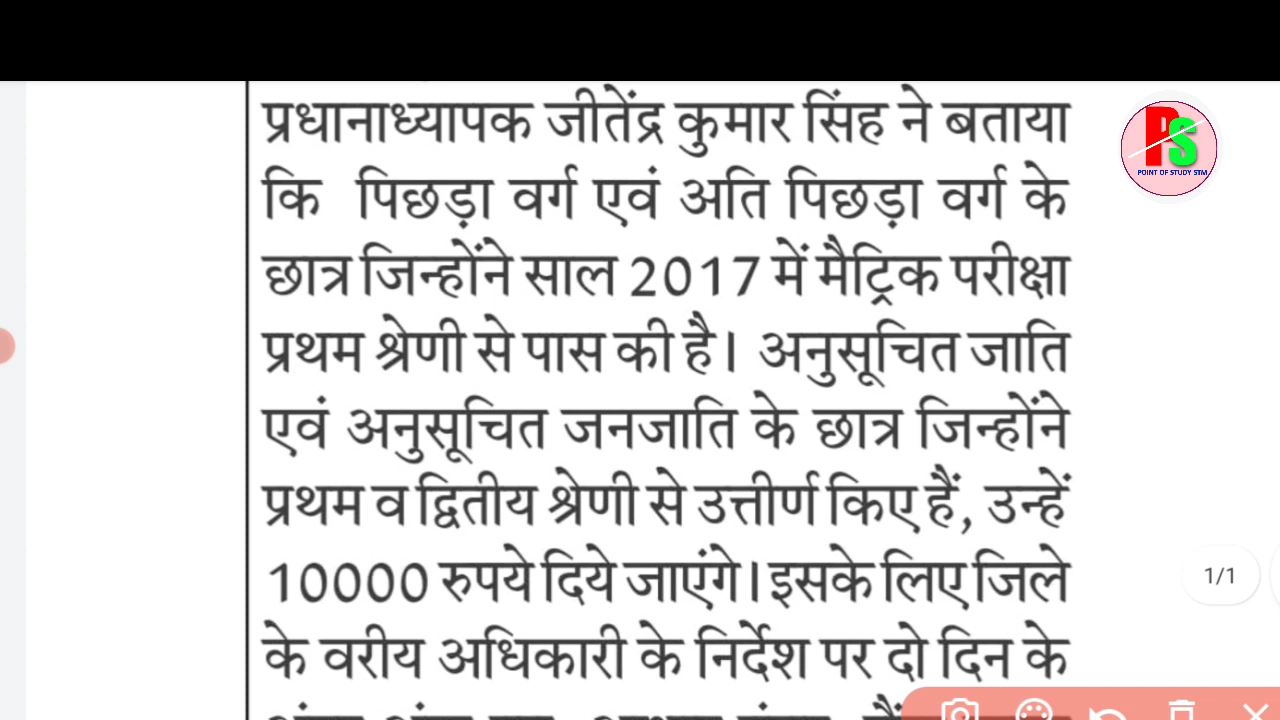 प्रधानाध्यापक जीतेंद्र कुमार सिंह ने बताया
कि पिछड़ा वर्ग एवं अति पिछड़ा वर्ग के
छात्र जिन्होंने साल 2017 में मैट्रिक परीक्षा
प्रथम श्रेणी से पास की है। अनुसूचित जाति
एवं अनुसूचित जनजाति के छात्र जिन्होंने
प्रथम व द्वितीय श्रेणी से उत्तीर्ण किए हैं, उन्हें
10000 रुपये दिये जाएंगे। इसके लिए जिले
के वरीय अधिकारी के निर्देश पर दो दिन के
PS
POINT OF STUDY STM
1/1